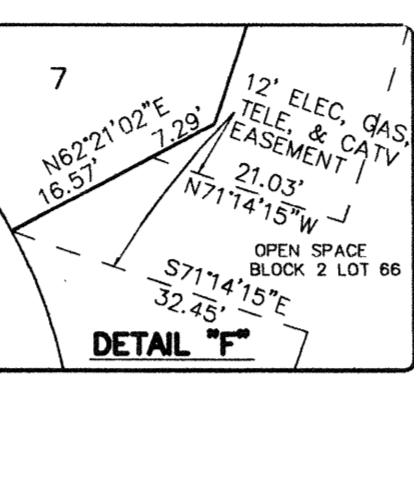 7
12' ELEC, GAS,
TELE, & CATV
EASEMENT
N62°21'02"E
7.29'
16.57'
21.03'
N71°14'15"W
OPEN SPACE
BLOCK 2 LOT 66
S71°14'15"E
32.45'
DETAIL "F"